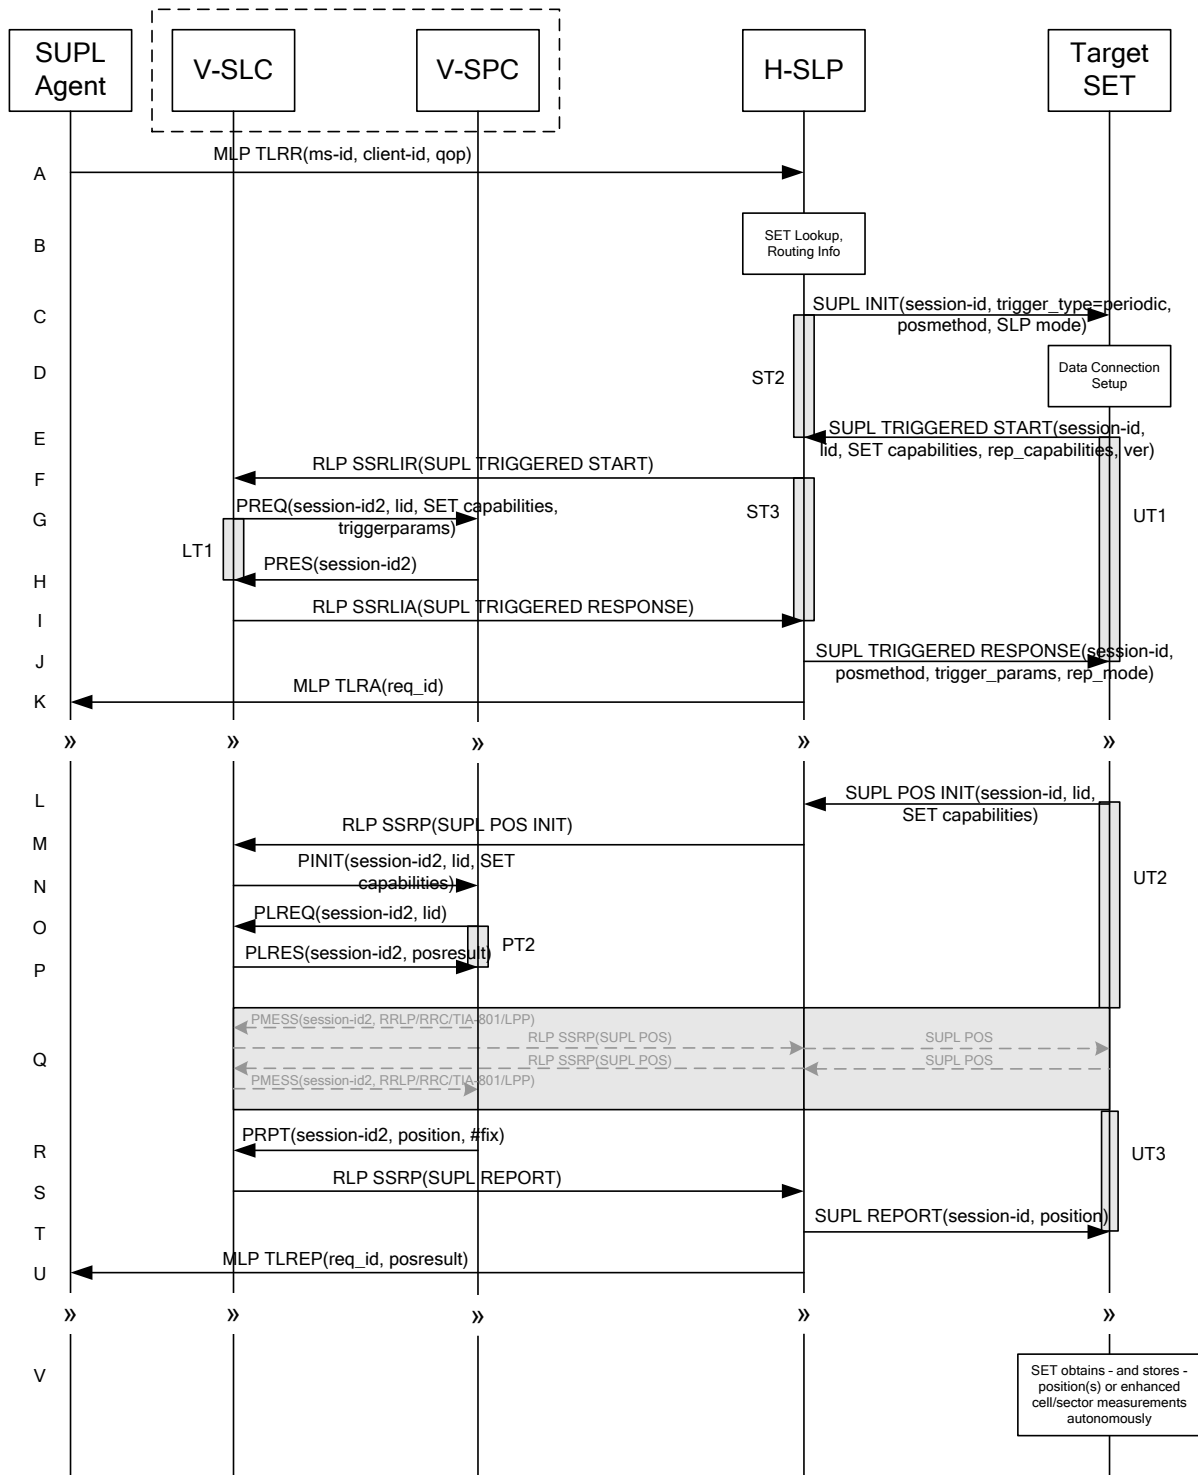 SUPL
Agent
V-SLC
V-SPC
H-SLP
Target
SET
A
MLP TLRR(ms-id, client-id, qop)
B
SET Lookup,
Routing Info
C
SUPL INIT(session-id, trigger_type=periodic,
posmethod, SLP mode)
D
ST2
Data Connection
Setup
E
SUPL TRIGGERED START(session-id,
lid, SET capabilities, rep_capabilities, ver)
F
RLP SSRLIR(SUPL TRIGGERED START)
G
PREQ(session-id2, lid, SET capabilities,
triggerparams)
ST3
UT1
LT1
H
PRES(session-id2)
I
RLP SSRLIA(SUPL TRIGGERED RESPONSE)
J
SUPL TRIGGERED RESPONSE(session-id,
posmethod, trigger_params, rep_mode)
K
MLP TLRA(req_id)
» » » » »
L
SUPL POS INIT(session-id, lid,
SET capabilities)
M
RLP SSRP(SUPL POS INIT)
N
PINIT(session-id2, lid, SET
capabilities)
UT2
O
PLREQ(session-id2, lid)
PT2
P
PLRES(session-id2, posresult)
PMESS(session-id2, RRLP/RRC/TIA-801/LPP)
RLP SSRP(SUPL POS)
SUPL POS
Q
RLP SSRP(SUPL POS)
SUPL POS
PMESS(session-id2, RRLP/RRC/TIA-801/LPP)
R
PRPT(session-id2, position, #fix)
UT3
S
RLP SSRP(SUPL REPORT)
T
SUPL REPORT(session-id, position)
U
MLP TLREP(req_id, posresult)
» » » » »
V
SET obtains - and stores -
position(s) or enhanced
cell/sector measurements
autonomously